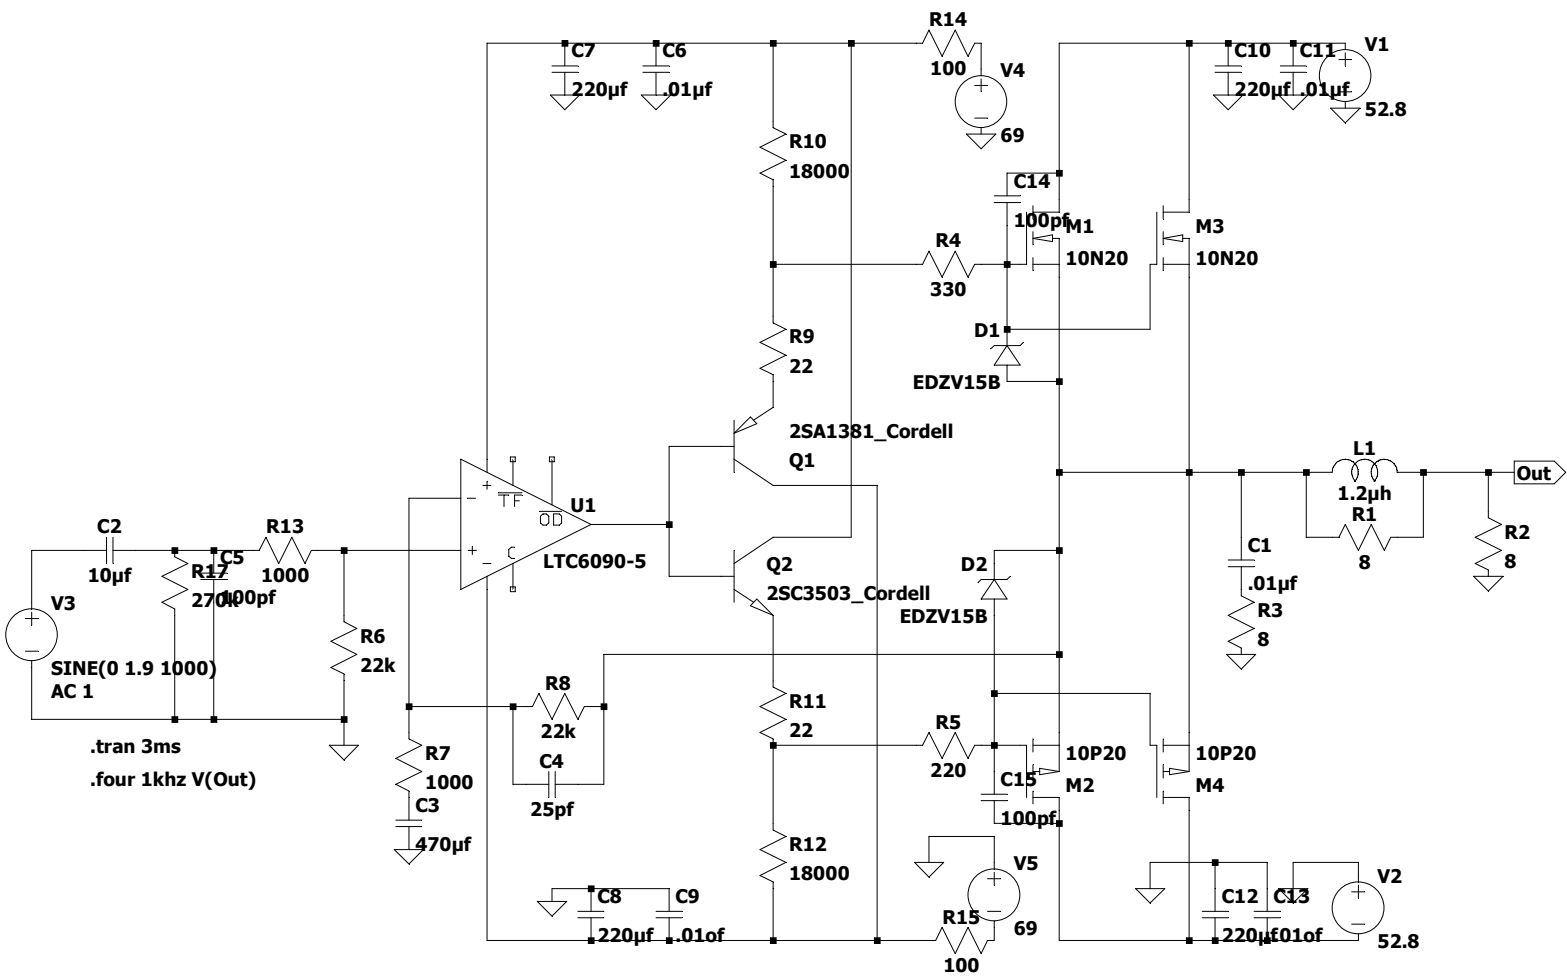 R14
100
V4
69
C7
220µf
C6
.01µf
C10
220µf
C11
.01µf
V1
52.8
R10
18000
C14
100pf
M1
10N20
M3
10N20
R4
330
D1
EDZV15B
R9
22
2SA1381_Cordell
Q1
L1
1.2µh
R1
8
Out
R2
8
U1
TF
OD
C
LTC6090-5
C2
10µf
R13
1000
R17
270k
C5
100pf
V3
SINE(0 1.9 1000)
AC 1
R6
22k
Q2
2SC3503_Cordell
D2
EDZV15B
C1
.01µf
R3
8
R8
22k
C4
25pf
R11
22
R5
220
10P20
M2
10P20
M4
C15
100pf
.tran 3ms
.four 1khz V(Out)
R7
1000
C3
470µf
R12
18000
V5
69
C8
220µf
C9
.01of
R15
100
C12
220µf
C13
.01of
V2
52.8